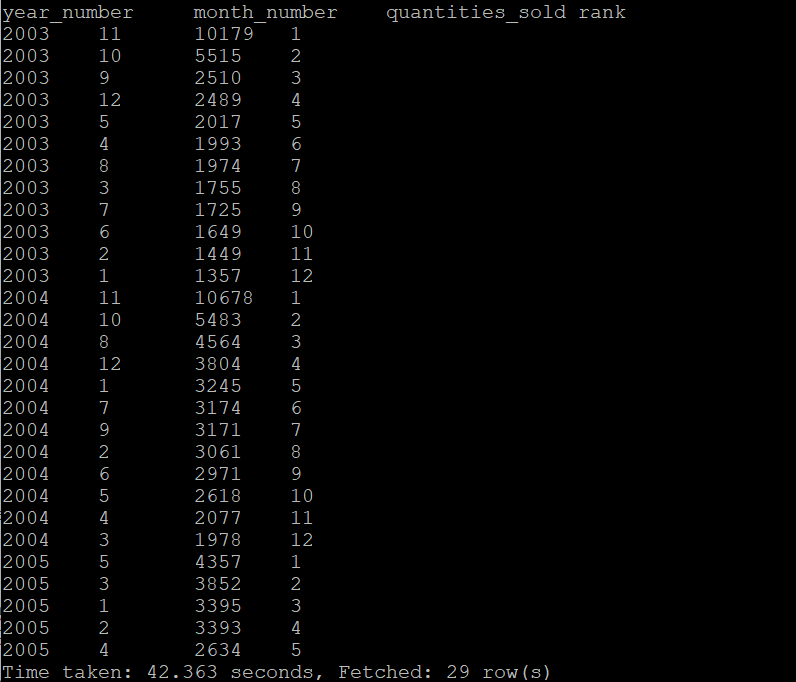 year_number month_number quantities_sold rank
2003 11 10179 1
2003 10 5515 2
2003 9 2510 3
2003 12 2489 4
2003 5 2017 5
2003 4 1993 6
2003 8 1974 7
2003 3 1755 8
2003 7 1725 9
2003 6 1649 10
2003 2 1449 11
2003 1 1357 12
2004 11 10678 1
2004 10 5483 2
2004 8 4564 3
2004 12 3804 4
2004 1 3245 5
2004 7 3174 6
2004 9 3171 7
2004 2 3061 8
2004 6 2971 9
2004 5 2618 10
2004 4 2077 11
2004 3 1978 12
2005 5 4357 1
2005 3 3852 2
2005 1 3395 3
2005 2 3393 4
2005 4 2634 5
Time taken: 42.363 seconds, Fetched: 29 row(s)